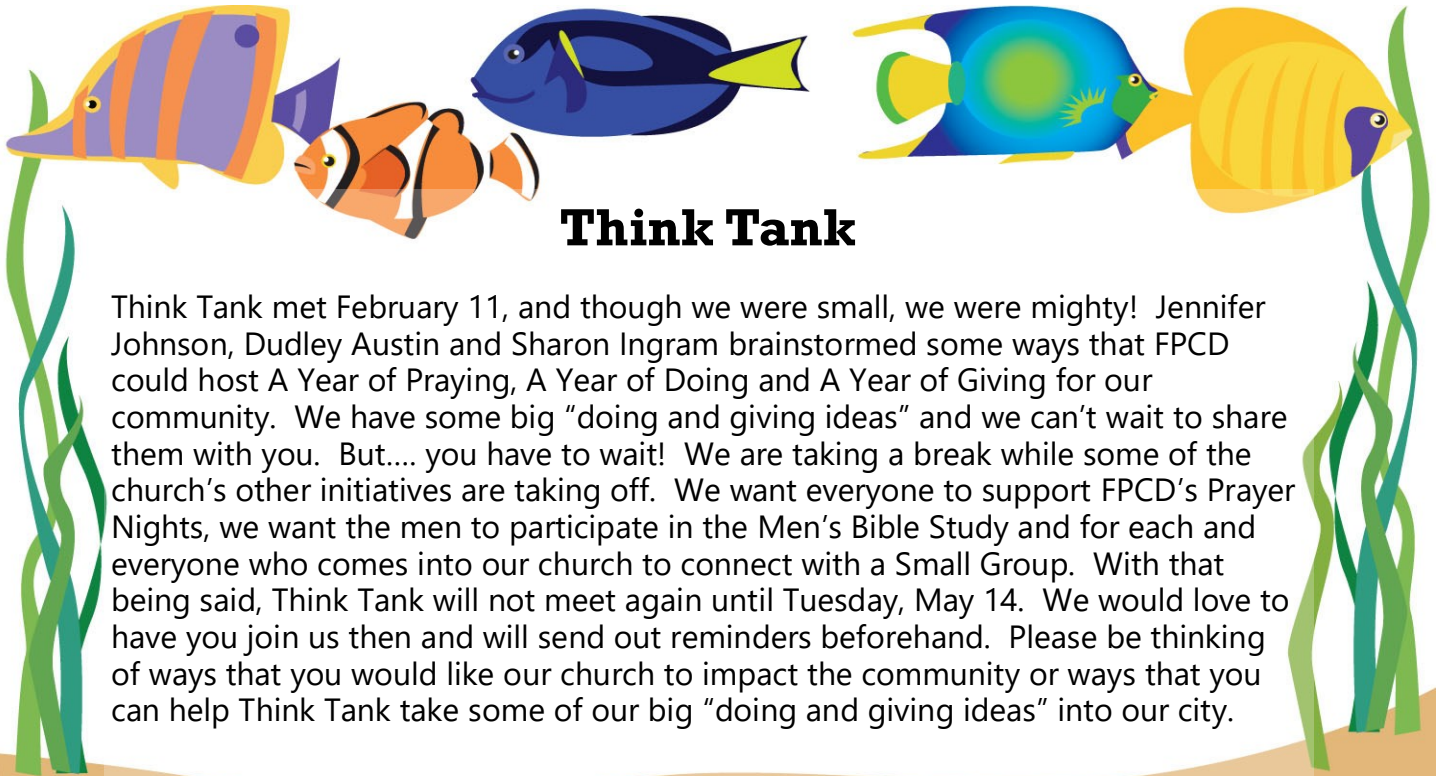 Think Tank
Think Tank met February 11, and though we were small, we were mighty!  Jennifer
Johnson, Dudley Austin and Sharon Ingram brainstormed some ways that FPCD
could host A Year of Praying, A Year of Doing and A Year of Giving for our
community.  We have some big “doing and giving ideas” and we can’t wait to share
them with you.  But.... you have to wait!  We are taking a break while some of the
church’s other initiatives are taking off.  We want everyone to support FPCD’s Prayer
Nights, we want the men to participate in the Men’s Bible Study and for each and
everyone who comes into our church to connect with a Small Group.  With that
being said, Think Tank will not meet again until Tuesday, May 14.  We would love to
have you join us then and will send out reminders beforehand.  Please be thinking
of ways that you would like our church to impact the community or ways that you
can help Think Tank take some of our big “doing and giving ideas” into our city.